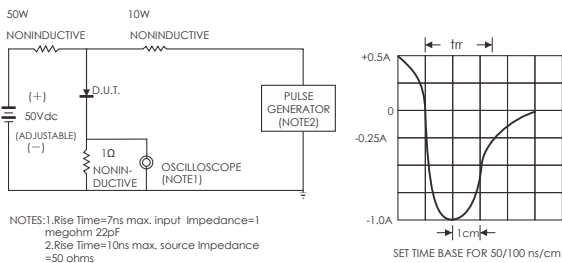 50W
NONINDUCTIVE
10W
NONINDUCTIVE
(+)
50Vdc
(ADJUSTABLE)
(−)
D.U.T.
1Ω
NONIN-
DUCTIVE
OSCILLOSCOPE
(NOTE1)
PULSE
GENERATOR
(NOTE2)
NOTES:1.Rise Time=7ns max. input Impedance=1
megohm 22pF
2.Rise Time=10ns max. source Impedance
=50 ohms
trr
+0.5A
0
-0.25A
-1.0A
1cm
SET TIME BASE FOR 50/100 ns/cm